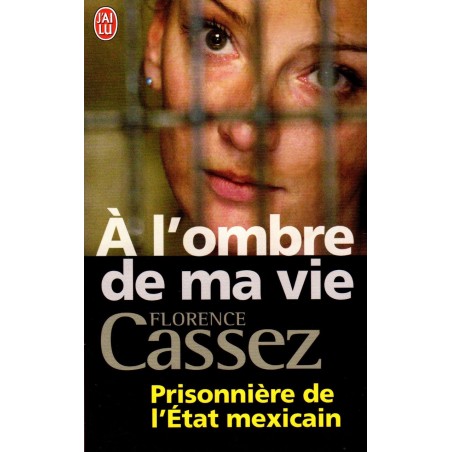 J'AI
LU
À l'ombre
de ma vie
FLORENCE
Cassez
Prisonnière de
l'État mexicain